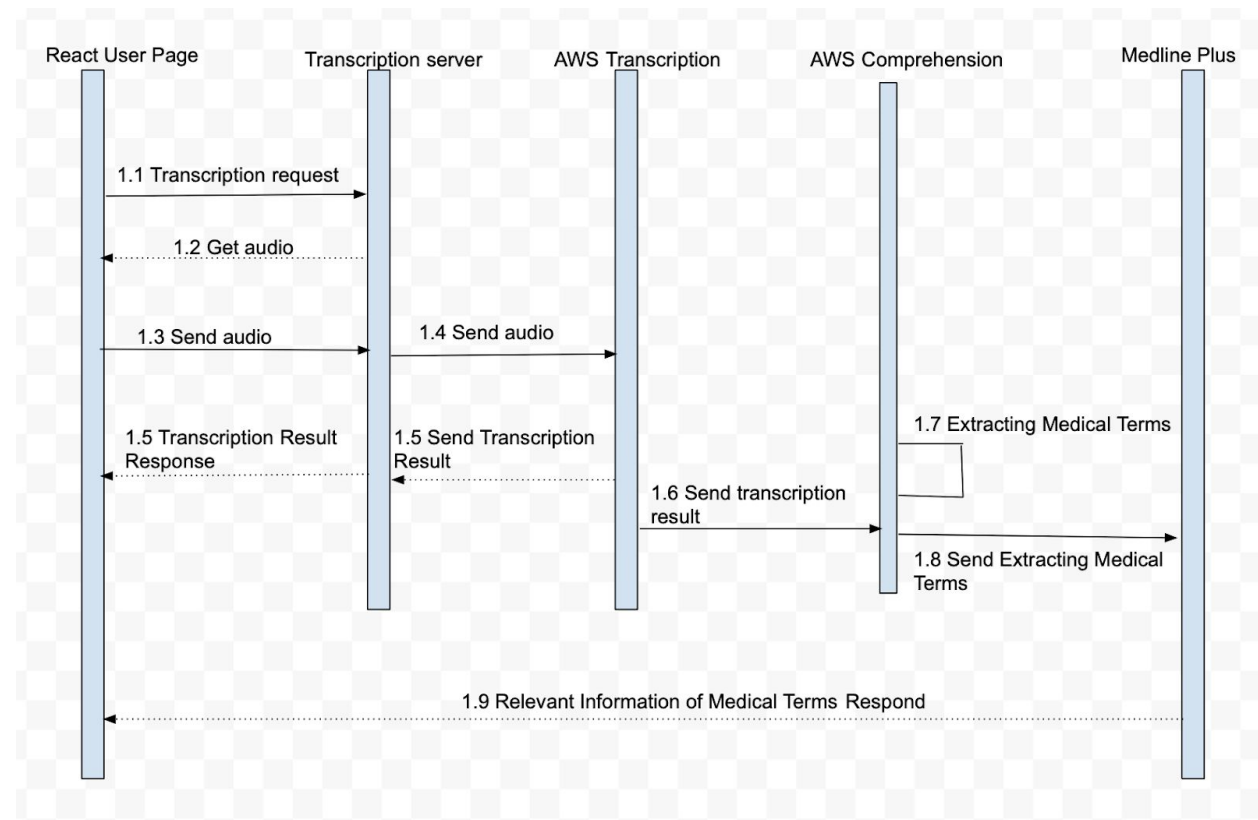 React User Page
Transcription server
AWS Transcription
AWS Comprehension
Medline Plus
1.1 Transcription request
1.2 Get audio
1.3 Send audio
1.4 Send audio
1.5 Transcription Result
Response
1.5 Send Transcription
Result
1.7 Extracting Medical Terms
1.6 Send transcription
result
1.8 Send Extracting Medical
Terms
1.9 Relevant Information of Medical Terms Respond